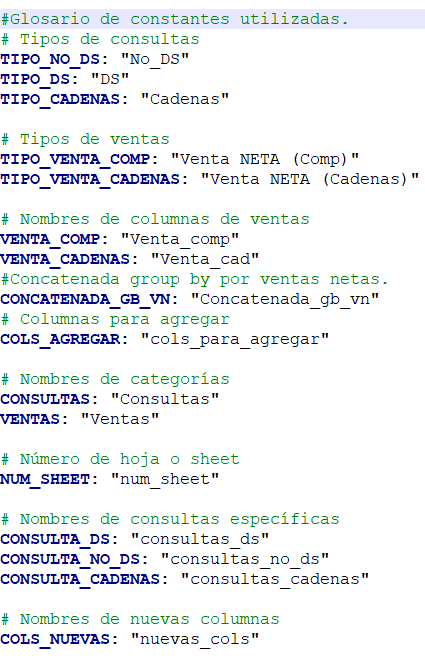 #Glosario de constantes utilizadas.
# Tipos de consultas
TIPO_NO_DS: "No_DS"
TIPO_DS: "DS"
TIPO_CADENAS: "Cadenas"
# Tipos de ventas
TIPO_VENTA_COMP: "Venta NETA (Comp)"
TIPO_VENTA_CADENAS: "Venta NETA (Cadenas)"
# Nombres de columnas de ventas
VENTA_COMP: "Venta_comp"
VENTA_CADENAS: "Venta_cad"
#Concatenada group by por ventas netas.
CONCATENADA_GB_VN: "Concatenada_gb_vn"
# Columnas para agregar
COLS_AGREGAR: "cols_para_agregar"
# Nombres de categorías
CONSULTAS: "Consultas"
VENTAS: "Ventas"
# Número de hoja o sheet
NUM_SHEET: "num_sheet"
# Nombres de consultas específicas
CONSULTA_DS: "consultas_ds"
CONSULTA_NO_DS: "consultas_no_ds"
CONSULTA_CADENAS: "consultas_cadenas"
# Nombres de nuevas columnas
COLS_NUEVAS: "nuevas_cols"